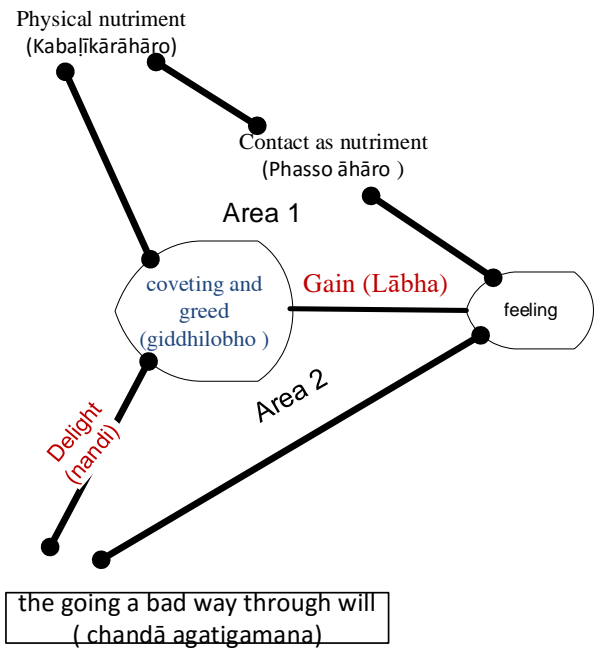 Physical nutriment
(Kabaḷīkārāhāro)
Contact as nutriment
(Phasso āhāro )
Area 1
coveting and
greed
(giddhilobho )
Gain (Lābha)
feeling
Area 2
Delight
(nandi)
the going a bad way through will
( chandā agatigamana)